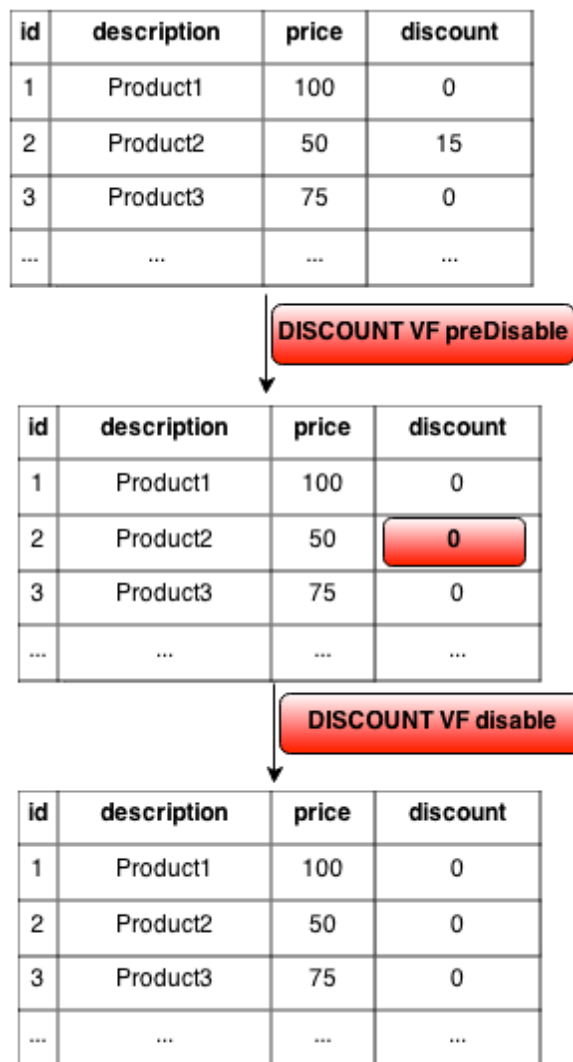 id description price discount
1 Product1 100 0
2 Product2 50 15
3 Product3 75 0
... ... ... ...
DISCOUNT VF preDisable
id description price discount
1 Product1 100 0
2 Product2 50 0
3 Product3 75 0
... ... ... ...
DISCOUNT VF disable
id description price discount
1 Product1 100 0
2 Product2 50 0
3 Product3 75 0
... ... ... ...